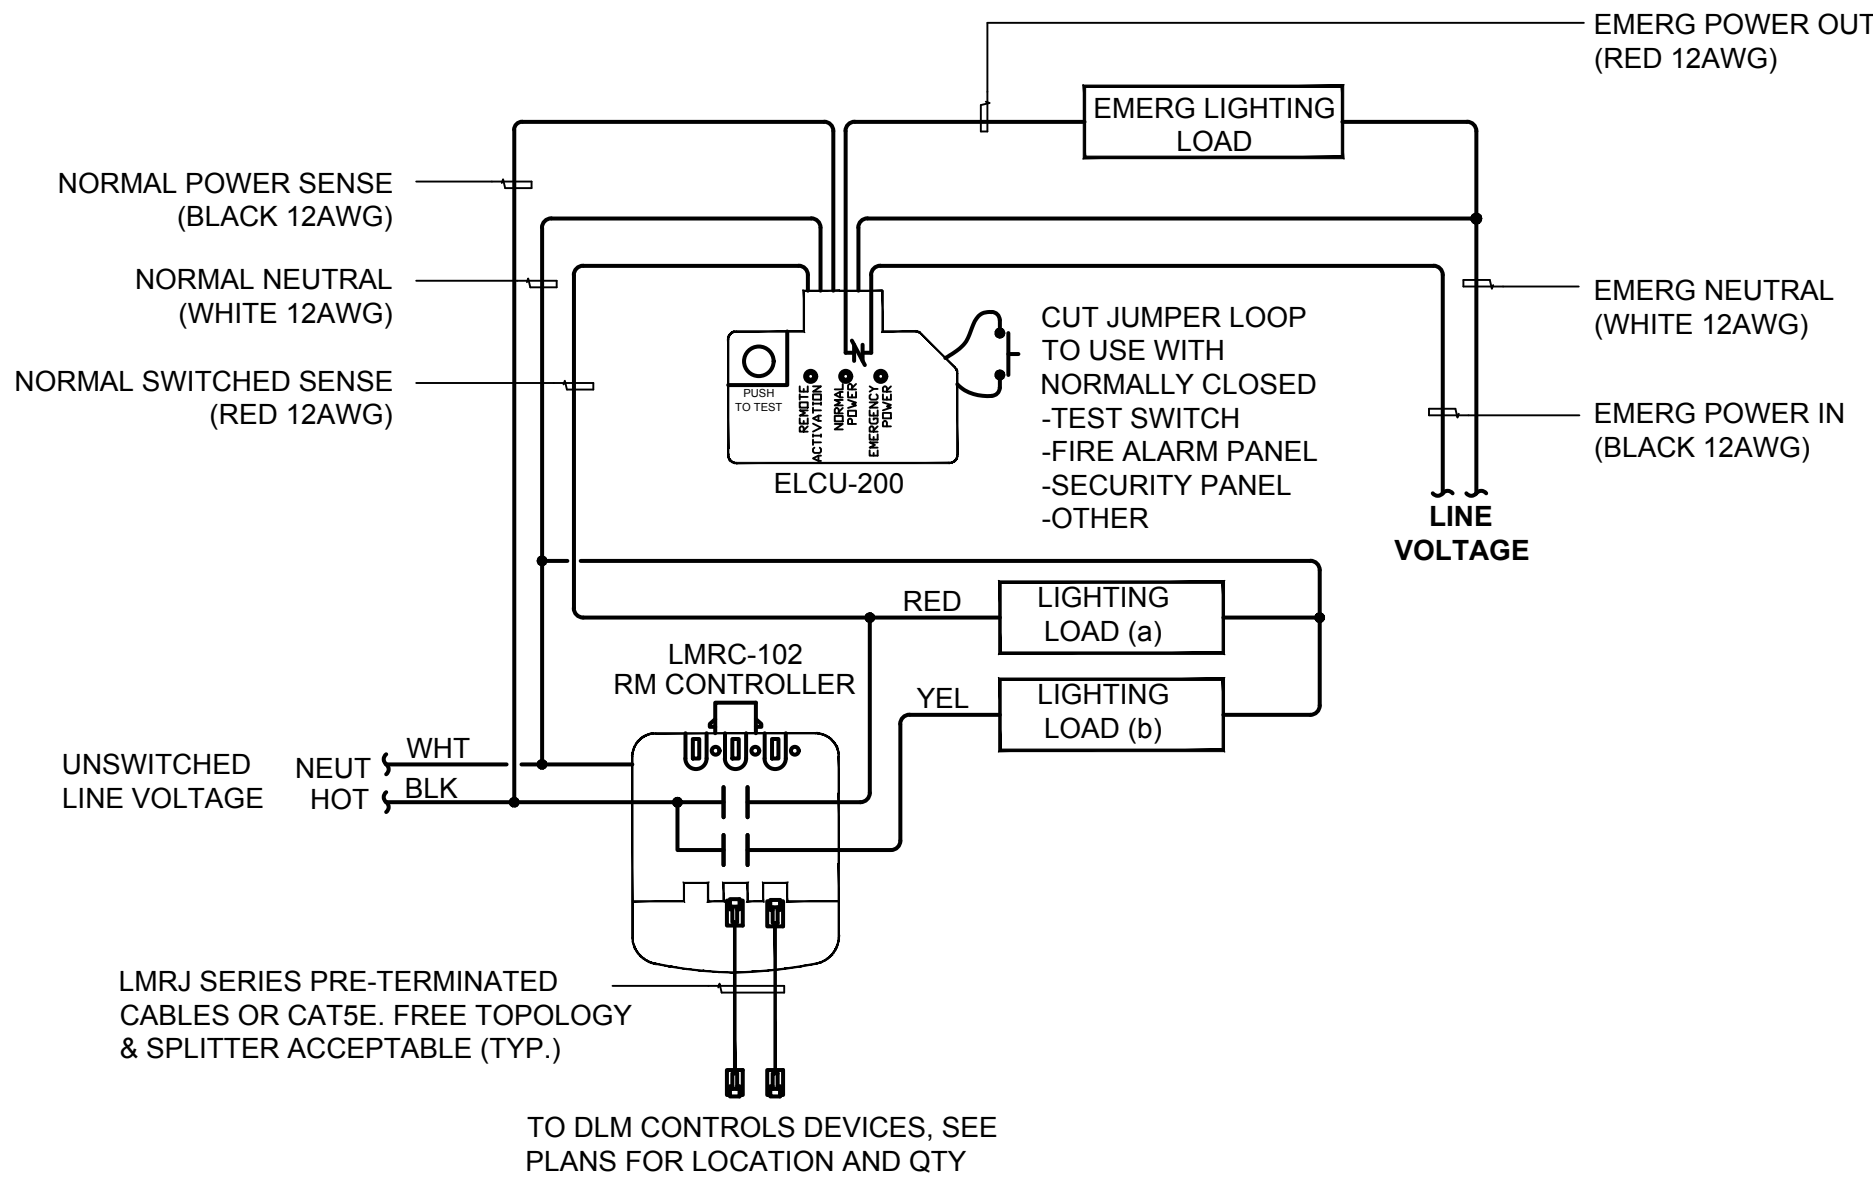 EMERG POWER OUT
(RED 12AWG)
EMERG LIGHTING
LOAD
NORMAL POWER SENSE
(BLACK 12AWG)
NORMAL NEUTRAL
(WHITE 12AWG)
NORMAL SWITCHED SENSE
(RED 12AWG)
EMERG NEUTRAL
(WHITE 12AWG)
EMERG POWER IN
(BLACK 12AWG)
PUSH
TO TEST
REMOTE
ACTIVATION
NORMAL
POWER
EMERGENCY
POWER
ELCU-200
CUT JUMPER LOOP
TO USE WITH
NORMALLY CLOSED
-TEST SWITCH
-FIRE ALARM PANEL
-SECURITY PANEL
-OTHER
LINE
VOLTAGE
RED
LIGHTING
LOAD (a)
LMRC-102
RM CONTROLLER
YEL
LIGHTING
LOAD (b)
UNSWITCHED
LINE VOLTAGE
NEUT
HOT
WHT
BLK
LMRJ SERIES PRE-TERMINATED
CABLES OR CAT5E. FREE TOPOLOGY
& SPLITTER ACCEPTABLE (TYP.)
TO DLM CONTROLS DEVICES, SEE
PLANS FOR LOCATION AND QTY